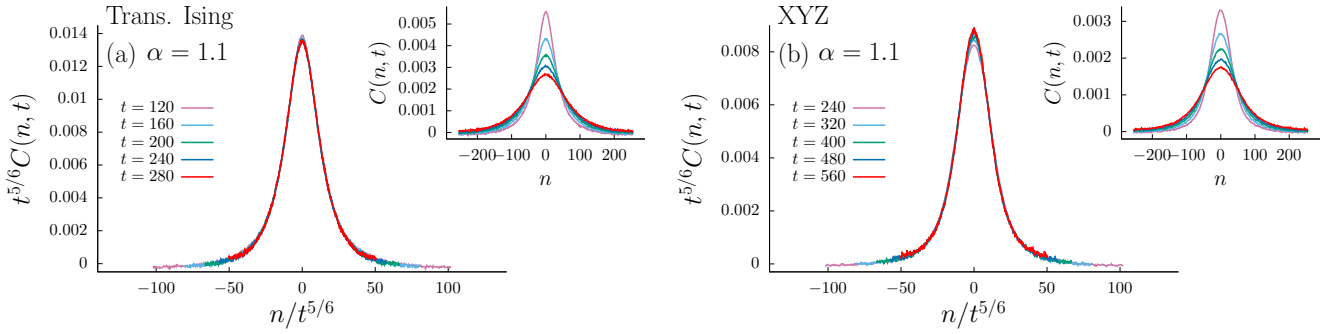 Trans. Ising
(a) α = 1.1
t^{5/6}C(n, t)
0.014
0.012
0.01
0.008
0.006
0.004
0.002
0
t = 120
t = 160
t = 200
t = 240
t = 280
−100 −50 0 50 100
n/t^{5/6}
C(n, t)
0.005
0.004
0.003
0.002
0.001
0
−200 −100 0 100 200
n
XYZ
(b) α = 1.1
t^{5/6}C(n, t)
0.008
0.006
0.004
0.002
0
t = 240
t = 320
t = 400
t = 480
t = 560
−100 −50 0 50 100
n/t^{5/6}
C(n, t)
0.003
0.002
0.001
0
−200 −100 0 100 200
n